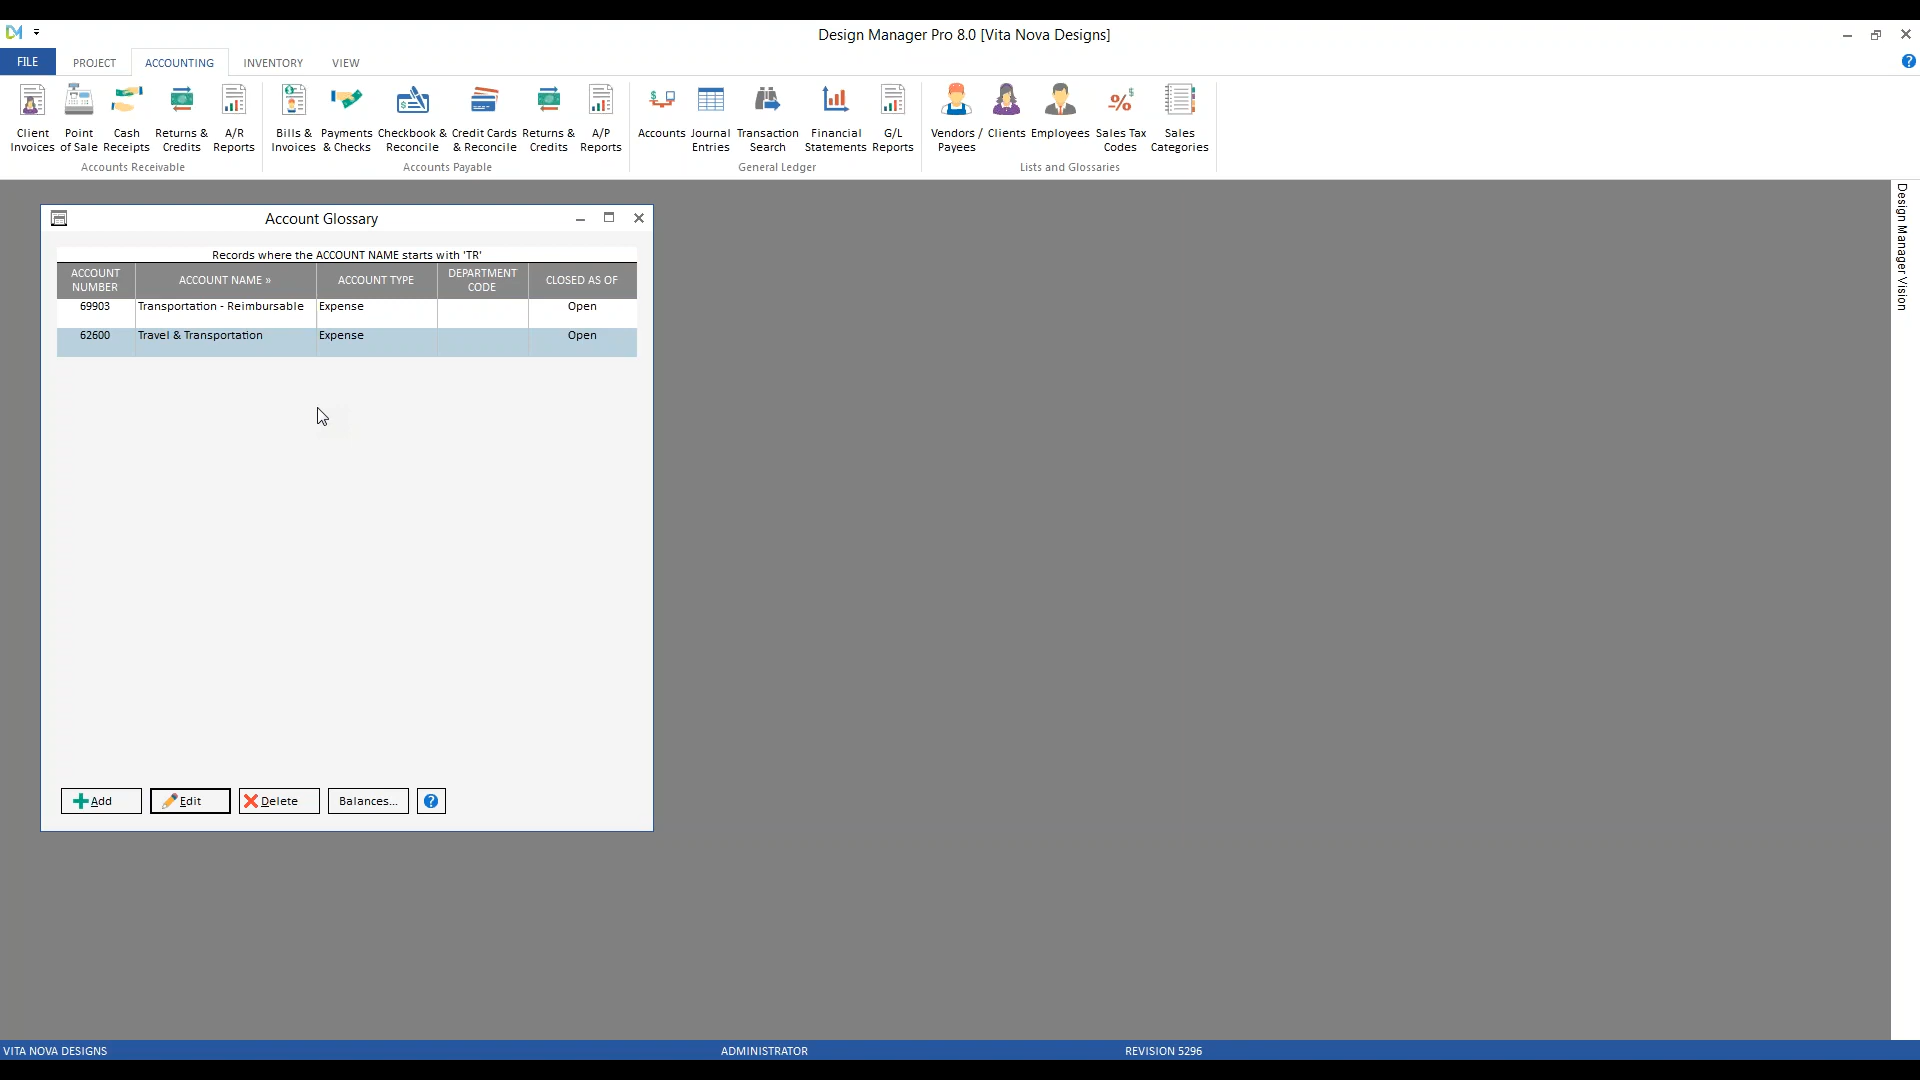 Design Manager Pro 8.0 [Vita Nova Designs]
FILE PROJECT ACCOUNTING INVENTORY VIEW
Client Invoices
Point of Sale
Cash Receipts
Returns & Credits
A/R Reports
Accounts Receivable
Bills & Invoices
Payments & Checks
Checkbook & Reconcile
Credit Cards & Reconcile
Returns & Credits
A/P Reports
Accounts Payable
Accounts
Journal Entries
Transaction Search
Financial Statements
G/L Reports
General Ledger
Vendors / Payees
Clients
Employees
Sales Tax Codes
Sales Categories
Lists and Glossaries
Design Manager Vision
Account Glossary
Records where the ACCOUNT NAME starts with 'TR'
ACCOUNT NUMBER ACCOUNT NAME » ACCOUNT TYPE DEPARTMENT CODE CLOSED AS OF
69903 Transportation - Reimbursable Expense Open
62600 Travel & Transportation Expense Open
Add Edit Delete Balances... ?
VITA NOVA DESIGNS ADMINISTRATOR REVISION 5296